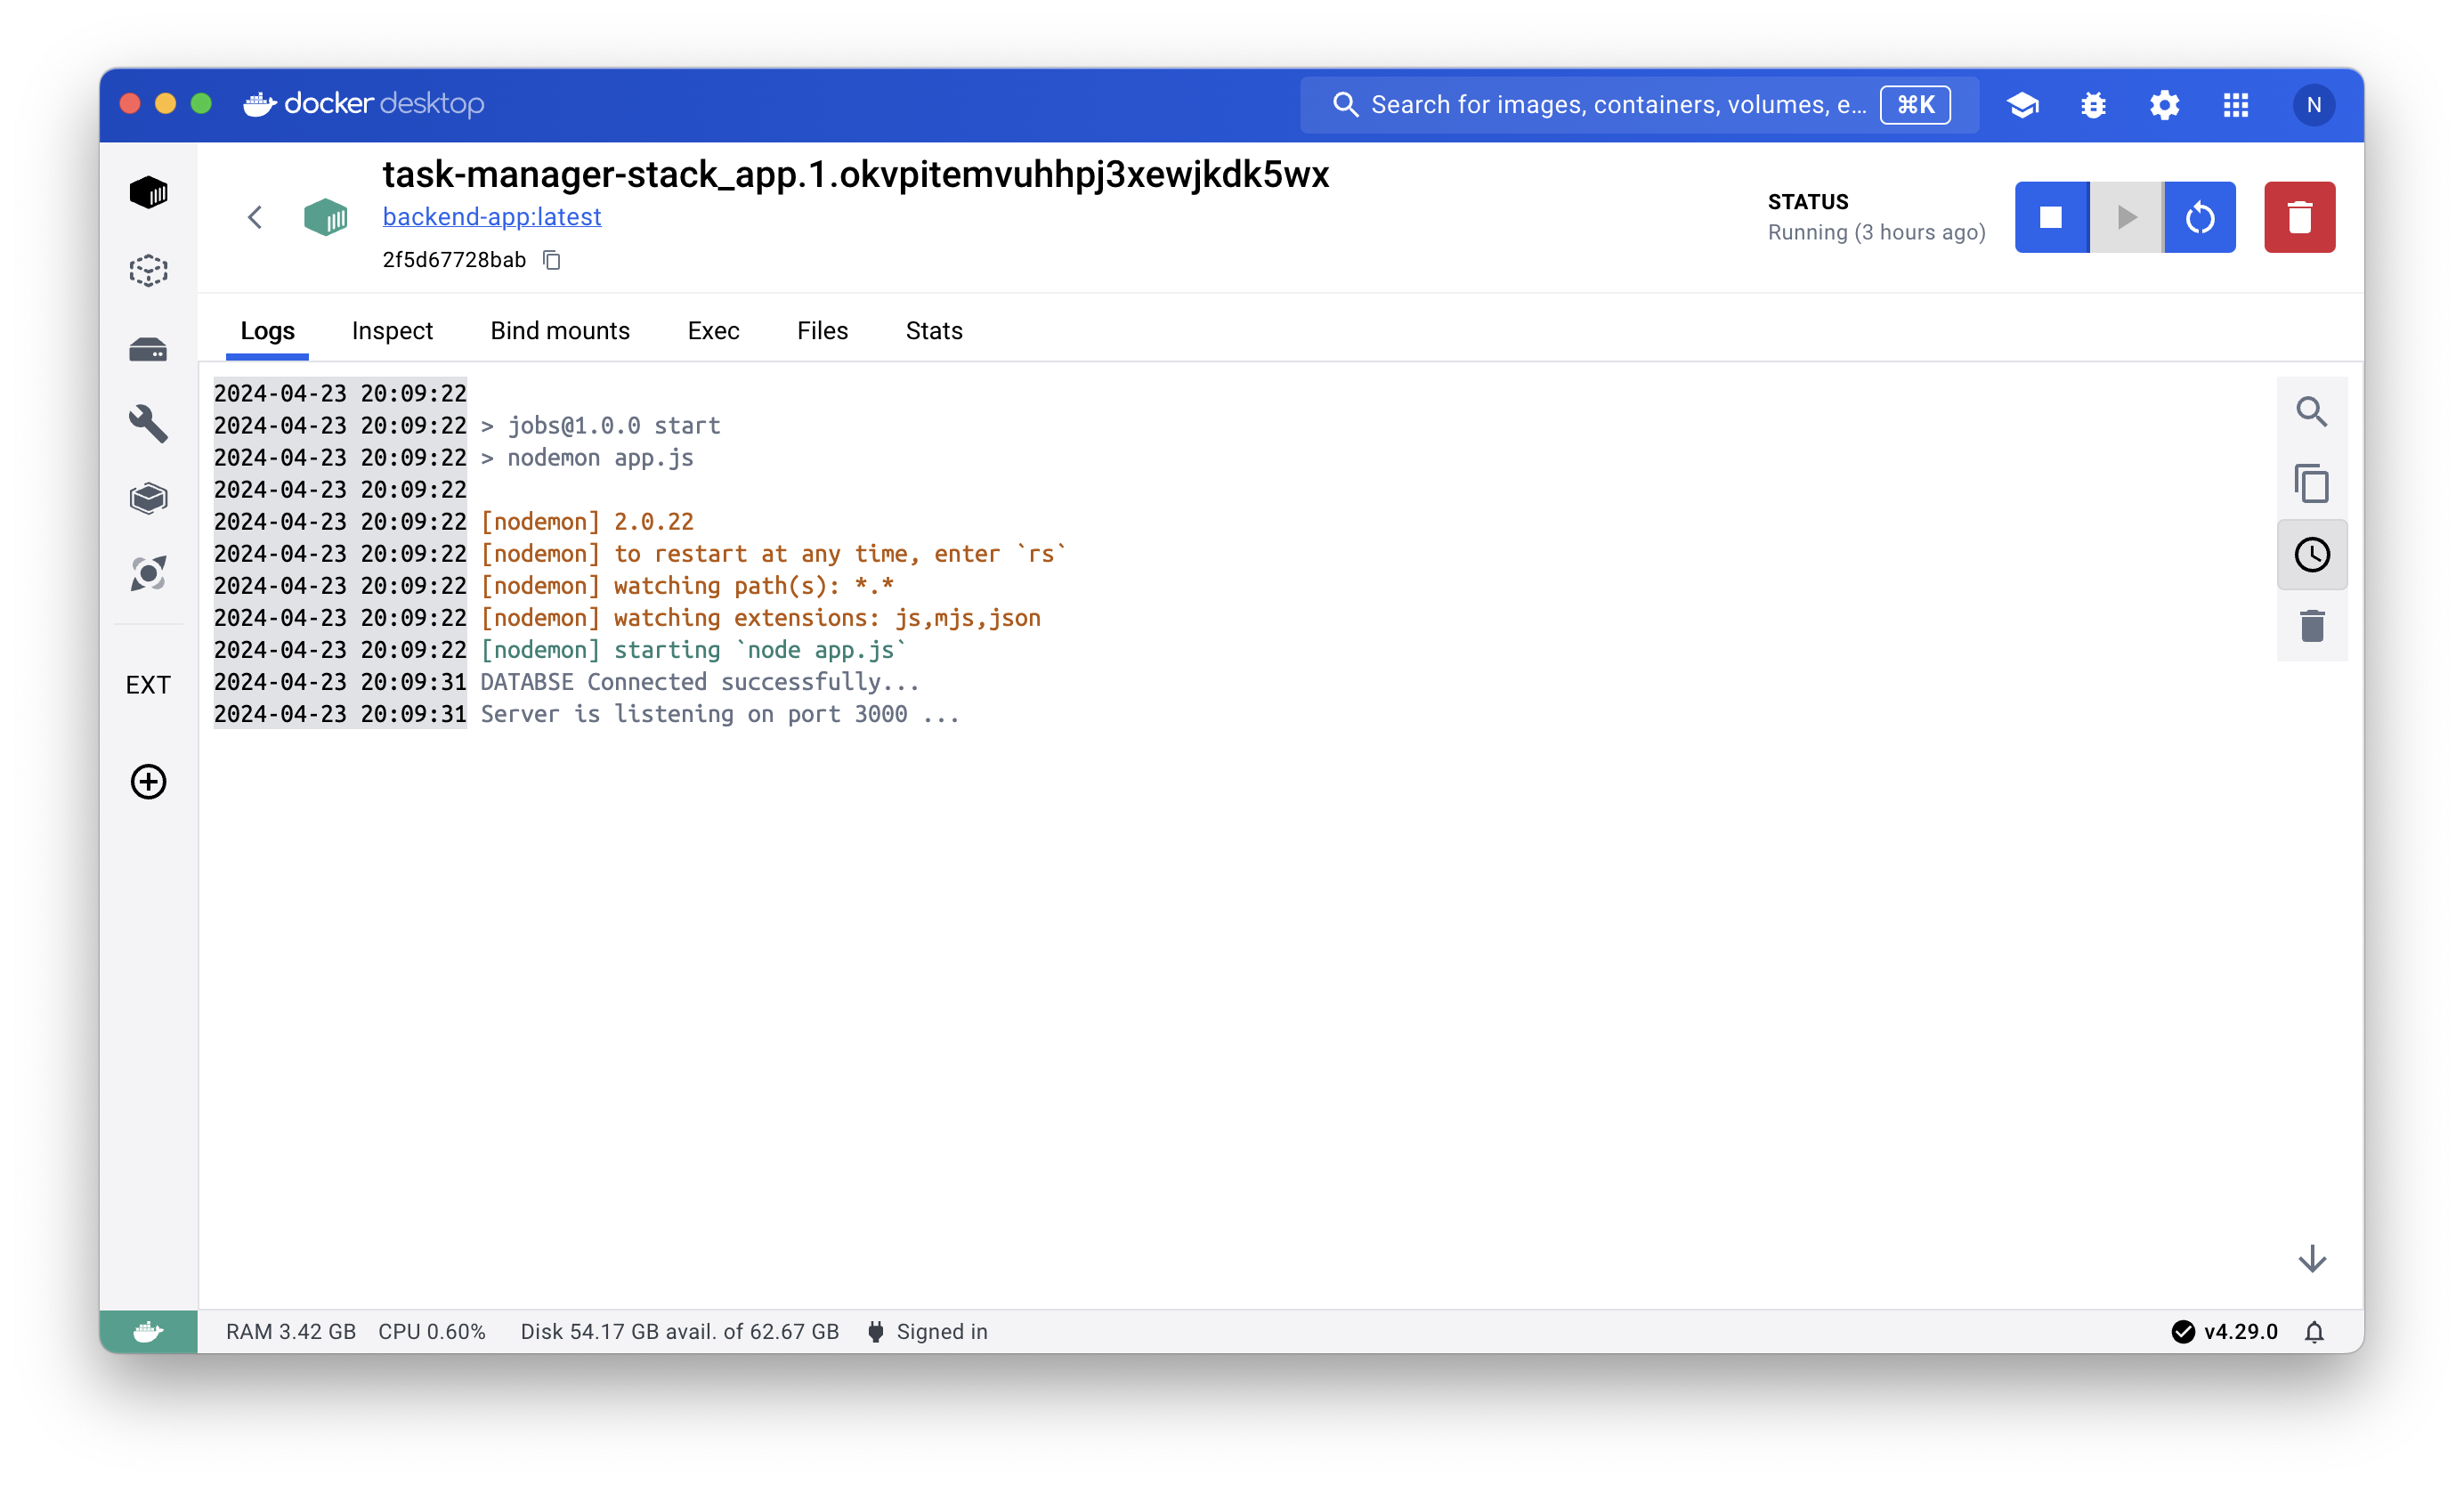 docker desktop
Search for images, containers, volumes, e... ⌘K
N
task-manager-stack_app.1.okvpitemvuhhpj3xewjkdk5wx
backend-app:latest
2f5d67728bab
STATUS
Running (3 hours ago)
Logs Inspect Bind mounts Exec Files Stats
2024-04-23 20:09:22
2024-04-23 20:09:22 > jobs@1.0.0 start
2024-04-23 20:09:22 > nodemon app.js
2024-04-23 20:09:22
2024-04-23 20:09:22 [nodemon] 2.0.22
2024-04-23 20:09:22 [nodemon] to restart at any time, enter `rs`
2024-04-23 20:09:22 [nodemon] watching path(s): *.*
2024-04-23 20:09:22 [nodemon] watching extensions: js,mjs,json
2024-04-23 20:09:22 [nodemon] starting `node app.js`
2024-04-23 20:09:31 DATABSE Connected successfully...
2024-04-23 20:09:31 Server is listening on port 3000 ...
EXT
RAM 3.42 GB CPU 0.60% Disk 54.17 GB avail. of 62.67 GB Signed in
v4.29.0